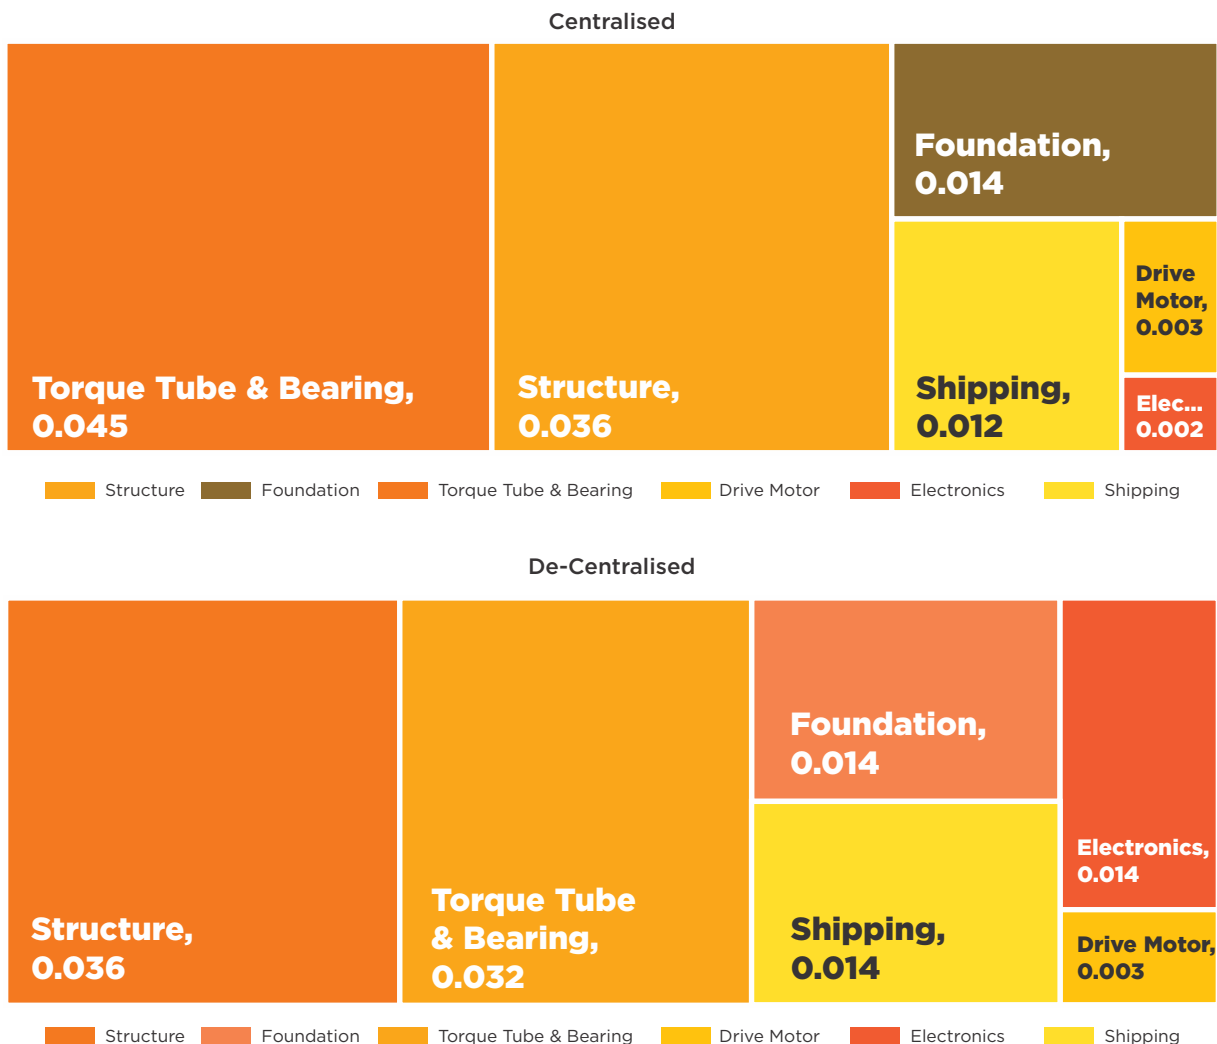 Centralised
Torque Tube & Bearing,
0.045
Structure,
0.036
Foundation,
0.014
Shipping,
0.012
Drive
Motor,
0.003
Elec...
0.002
Structure
Foundation
Torque Tube & Bearing
Drive Motor
Electronics
Shipping
De-Centralised
Structure,
0.036
Torque Tube
& Bearing,
0.032
Foundation,
0.014
Shipping,
0.014
Electronics,
0.014
Drive Motor,
0.003
Structure
Foundation
Torque Tube & Bearing
Drive Motor
Electronics
Shipping